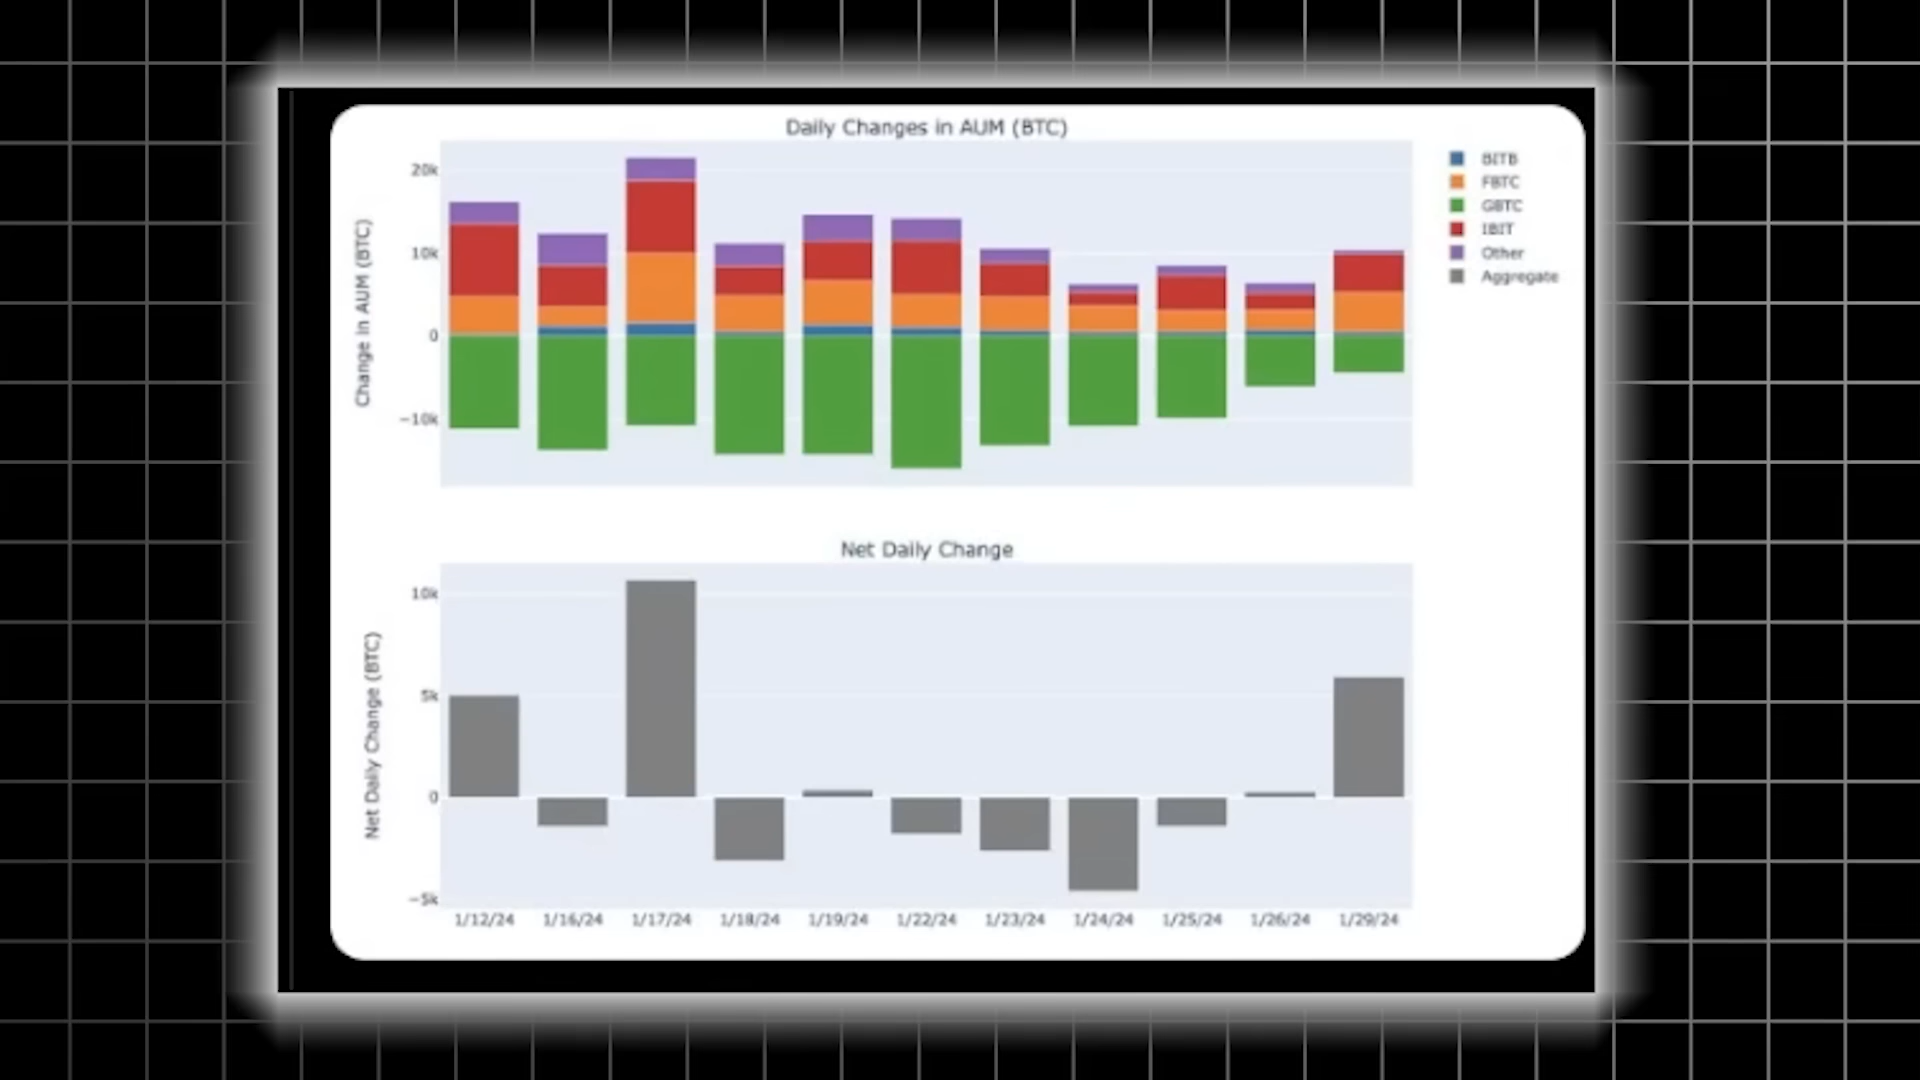 Daily Changes in AUM (BTC)
20k
10k
0
−10k
Change in AUM (BTC)
BITB
FBTC
GBTC
IBIT
Other
Aggregate
Net Daily Change
10k
5k
0
−5k
Net Daily Change (BTC)
1/12/24 1/16/24 1/17/24 1/18/24 1/19/24 1/22/24 1/23/24 1/24/24 1/25/24 1/26/24 1/29/24